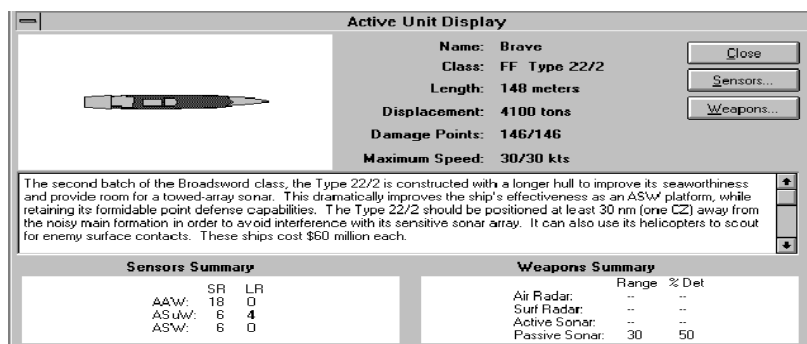 Active Unit Display
Name: Brave
Class: FF Type 22/2
Length: 148 meters
Displacement: 4100 tons
Damage Points: 146/146
Maximum Speed: 30/30 kts
Close
Sensors...
Weapons...
The second batch of the Broadsword class, the Type 22/2 is constructed with a longer hull to improve its seaworthiness
and provide room for a towed-array sonar. This dramatically improves the ship's effectiveness as an ASW platform, while
retaining its formidable point defense capabilities. The Type 22/2 should be positioned at least 30 nm (one CZ) away from
the noisy main formation in order to avoid interference with its sensitive sonar array. It can also use its helicopters to scout
for enemy surface contacts. These ships cost $60 million each.
Sensors Summary
SR LR
AAW: 18 0
ASuW: 6 4
ASW: 6 0
Weapons Summary
Range % Det
Air Radar: -- --
Surf Radar: -- --
Active Sonar: -- --
Passive Sonar: 30 50